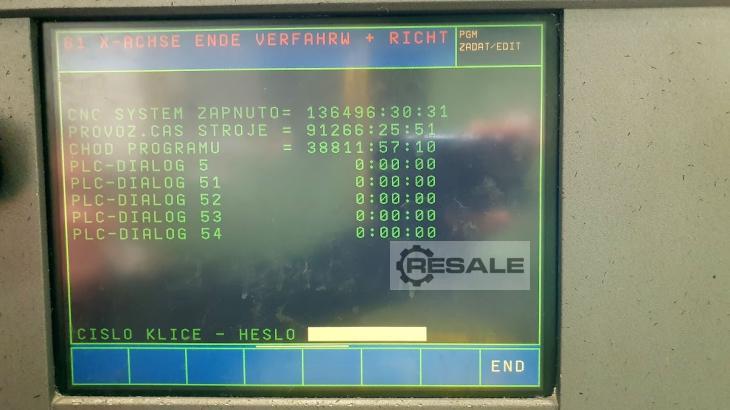 61 X-ACHSE ENDE VERFAHRW + RICHT
PGM
ZADAT/EDIT
CNC SYSTEM ZAPNUTO= 136496:30:31
PROVOZ.CAS STROJE = 91266:25:51
CHOD PROGRAMU = 38811:57:10
PLC-DIALOG 5 0:00:00
PLC-DIALOG 51 0:00:00
PLC-DIALOG 52 0:00:00
PLC-DIALOG 53 0:00:00
PLC-DIALOG 54 0:00:00
RESALE
CISLO KLICE - HESLO
END